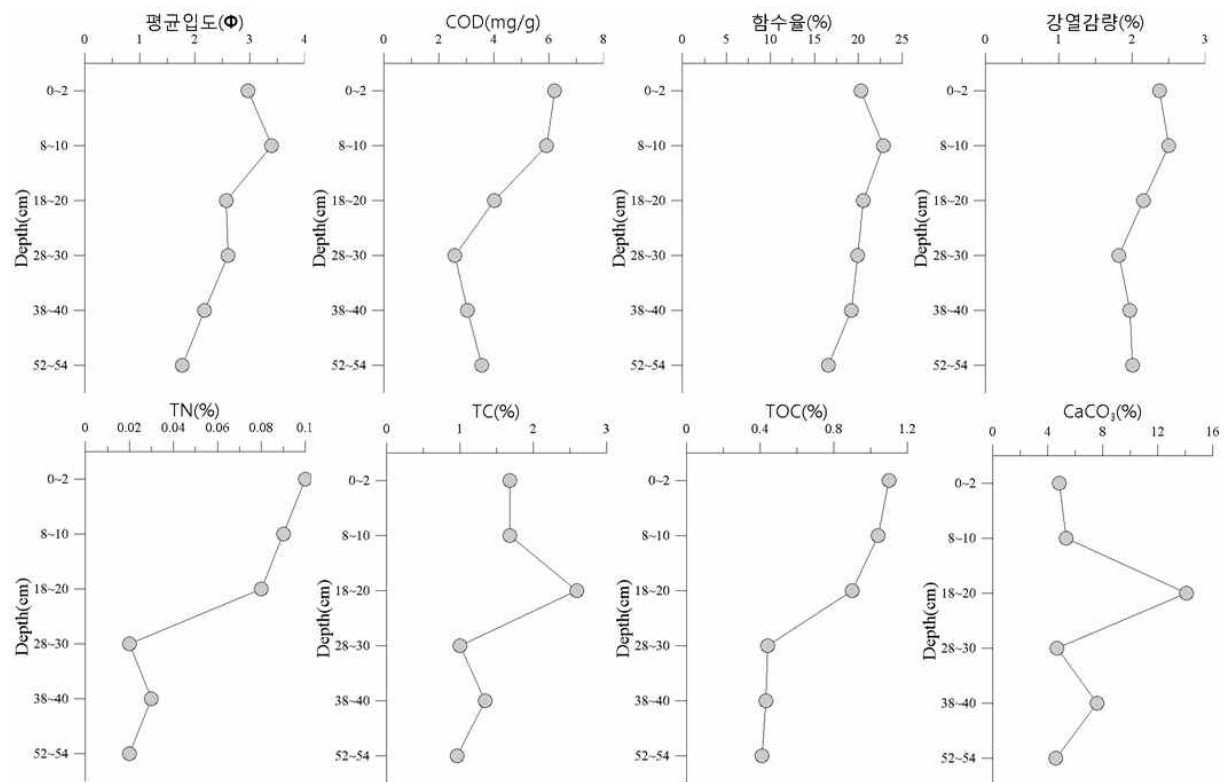 평균입도(Φ)
0 1 2 3 4
0~2
8~10
18~20
28~30
38~40
52~54
Depth(cm)
COD(mg/g)
0 2 4 6 8
0~2
8~10
18~20
28~30
38~40
52~54
Depth(cm)
함수율(%)
0 5 10 15 20 25
0~2
8~10
18~20
28~30
38~40
52~54
Depth(cm)
강열감량(%)
0 1 2 3
0~2
8~10
18~20
28~30
38~40
52~54
Depth(cm)
TN(%)
0 0.02 0.04 0.06 0.08 0.1
0~2
8~10
18~20
28~30
38~40
52~54
Depth(cm)
TC(%)
0 1 2 3
0~2
8~10
18~20
28~30
38~40
52~54
Depth(cm)
TOC(%)
0 0.4 0.8 1.2
0~2
8~10
18~20
28~30
38~40
52~54
Depth(cm)
CaCO₃(%)
0 4 8 12 16
0~2
8~10
18~20
28~30
38~40
52~54
Depth(cm)